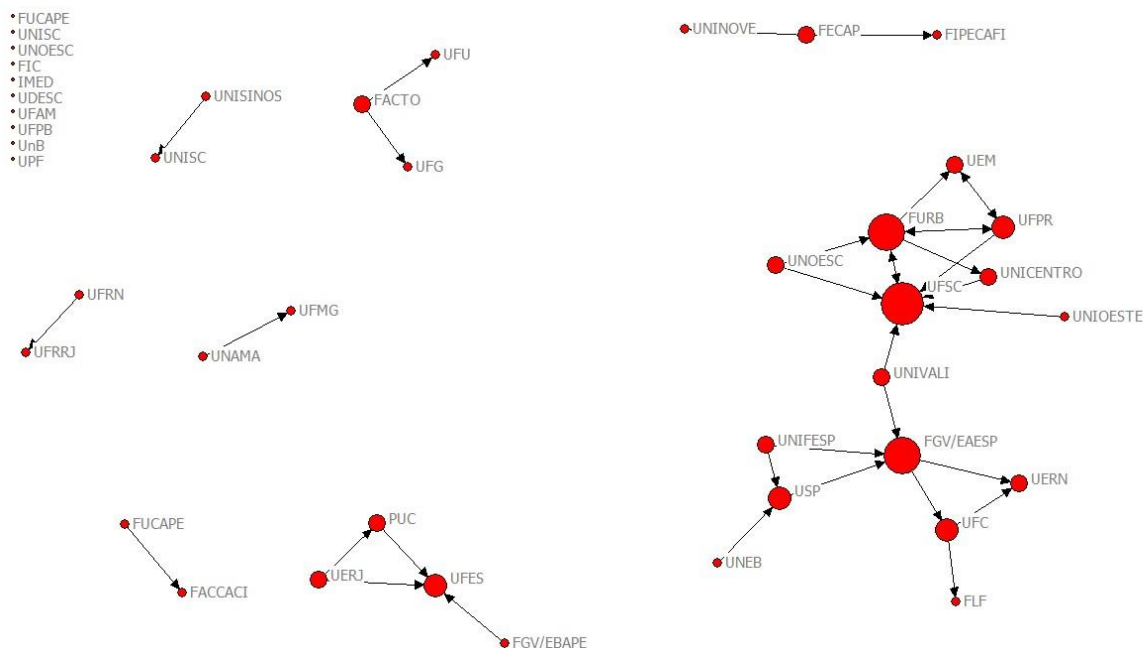 FUCAPE
UNISC
UNOESC
FIC
IMED
UDESC
UFAM
UFPB
UnB
UPF
UNISINOS
UNISC
FACTO
UFU
UFG
UNINOVE
FECAP
FIPECAFI
UEM
FURB
UFPR
UNOESC
UFSC
UNICENTRO
UNIOESTE
UFRN
UFRRJ
UFMG
UNAMA
UNIVALI
UNIFESP
FGV/EAESP
USP
UERN
UFC
UNEB
FLF
FUCAPE
FACCACI
PUC
UERJ
UFES
FGV/EBAPE